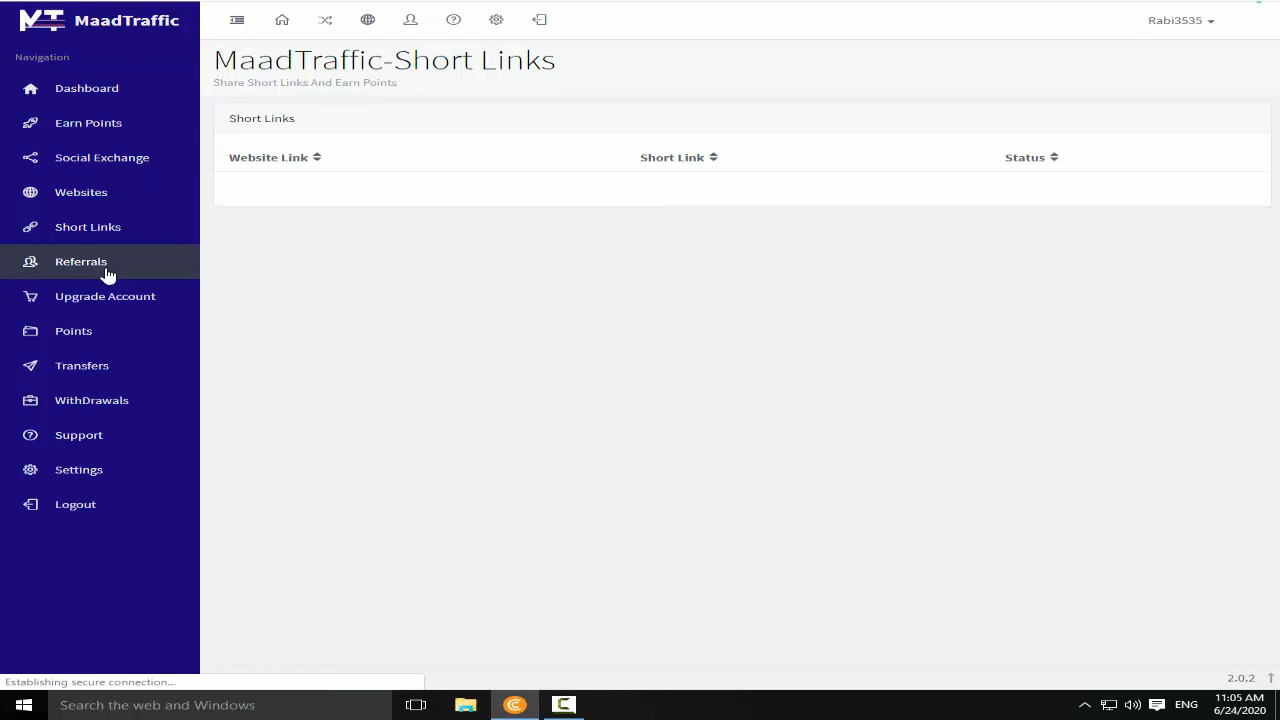 MT MaadTraffic
Rabi3535
Navigation
Dashboard
Earn Points
Social Exchange
Websites
Short Links
Referrals
Upgrade Account
Points
Transfers
WithDrawals
Support
Settings
Logout
MaadTraffic-Short Links
Share Short Links And Earn Points
Short Links
Website Link Short Link Status
Establishing secure connection...
2.0.2
Search the web and Windows
ENG
11:05 AM
6/24/2020